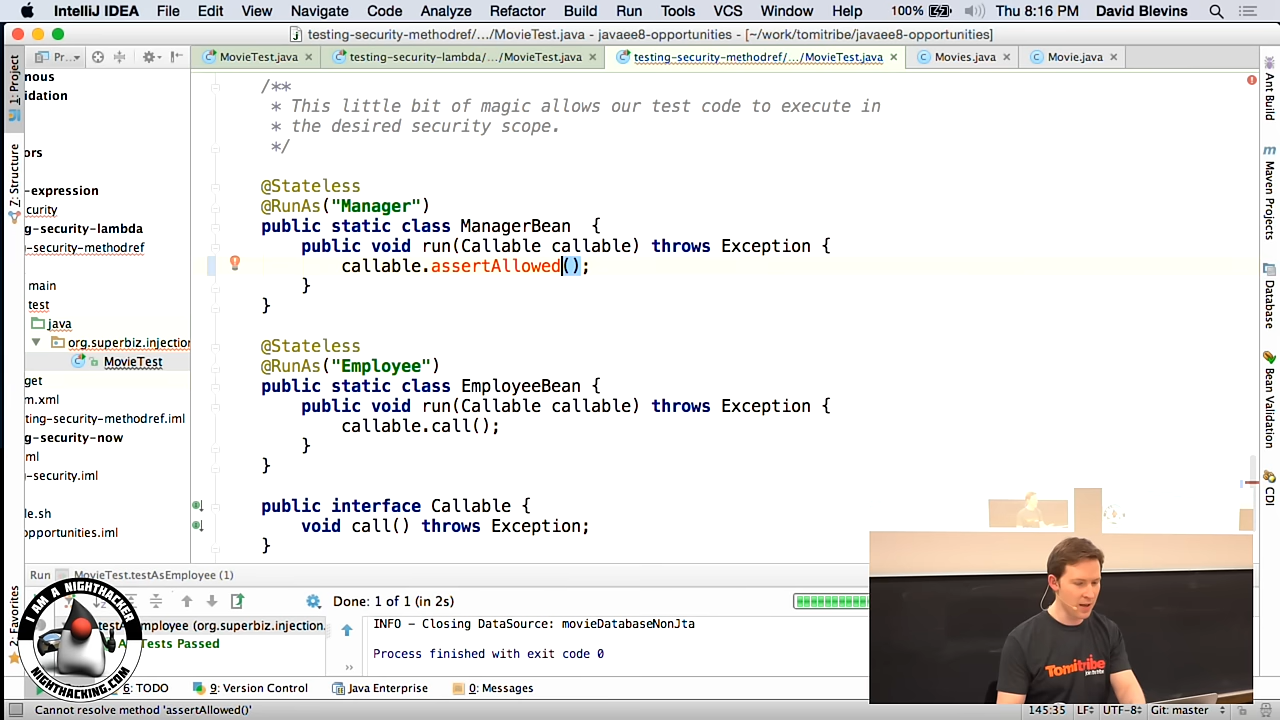 IntelliJ IDEA File Edit View Navigate Code Analyze Refactor Build Run Tools VCS Window Help 100% Thu 8:16 PM David Blevins
testing-security-methodref/.../MovieTest.java - javaee8-opportunities - [~/work/tomitribe/javaee8-opportunities]
Pr... MovieTest.java testing-security-lambda/.../MovieTest.java testing-security-methodref/.../MovieTest.java Movies.java Movie.java
1: Project
Z: Structure
2: Favorites
nous
idation
ors
-expression
curity
g-security-lambda
g-security-methodref
main
test
java
org.superbiz.injection
MovieTest
get
m.xml
ting-security-methodref.iml
g-security-now
ml
-security.iml
le.sh
opportunities.iml
/**
* This little bit of magic allows our test code to execute in
* the desired security scope.
*/
@Stateless
@RunAs("Manager")
public static class ManagerBean {
public void run(Callable callable) throws Exception {
callable.assertAllowed();
}
}
@Stateless
@RunAs("Employee")
public static class EmployeeBean {
public void run(Callable callable) throws Exception {
callable.call();
}
}
public interface Callable {
void call() throws Exception;
}
Ant Build
Maven Projects
Database
Bean Validation
CDI
Run MovieTest.testAsEmployee (1)
Done: 1 of 1 (in 2s)
(org.superbiz.injection.
Tests Passed
INFO - Closing DataSource: movieDatabaseNonJta
Process finished with exit code 0
I AM A NIGHTHACKER
NIGHTHACKING.COM
Tomitribe
6: TODO 9: Version Control Java Enterprise 0: Messages
Cannot resolve method 'assertAllowed()' 145:35 LF UTF-8 Git: master